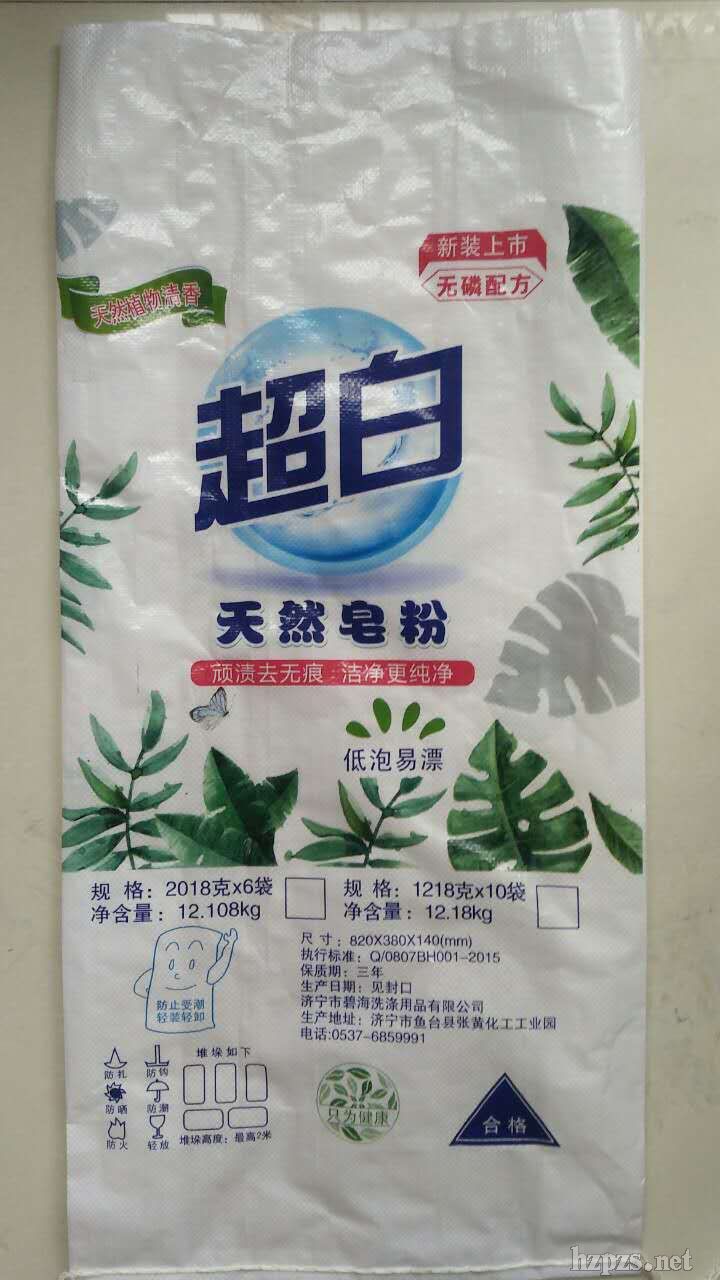 新装上市
无磷配方
天然植物清香
超白
天然皂粉
顽渍去无痕 洁净更纯净
低泡易漂
规 格：2018克x6袋
净含量：12.108kg
规 格：1218克x10袋
净含量：12.18kg
尺寸：820X380X140(mm)
执行标准：Q/0807BH001-2015
保质期：三年
生产日期：见封口
济宁市碧海洗涤用品有限公司
生产地址：济宁市鱼台县张黄化工工业园
电话:0537-6859991
防止受潮
轻装轻卸
堆垛如下
防扎 防钩
防晒 防潮
防火 轻放
堆垛高度：最高2米
只为健康
合格
hzpzs.net